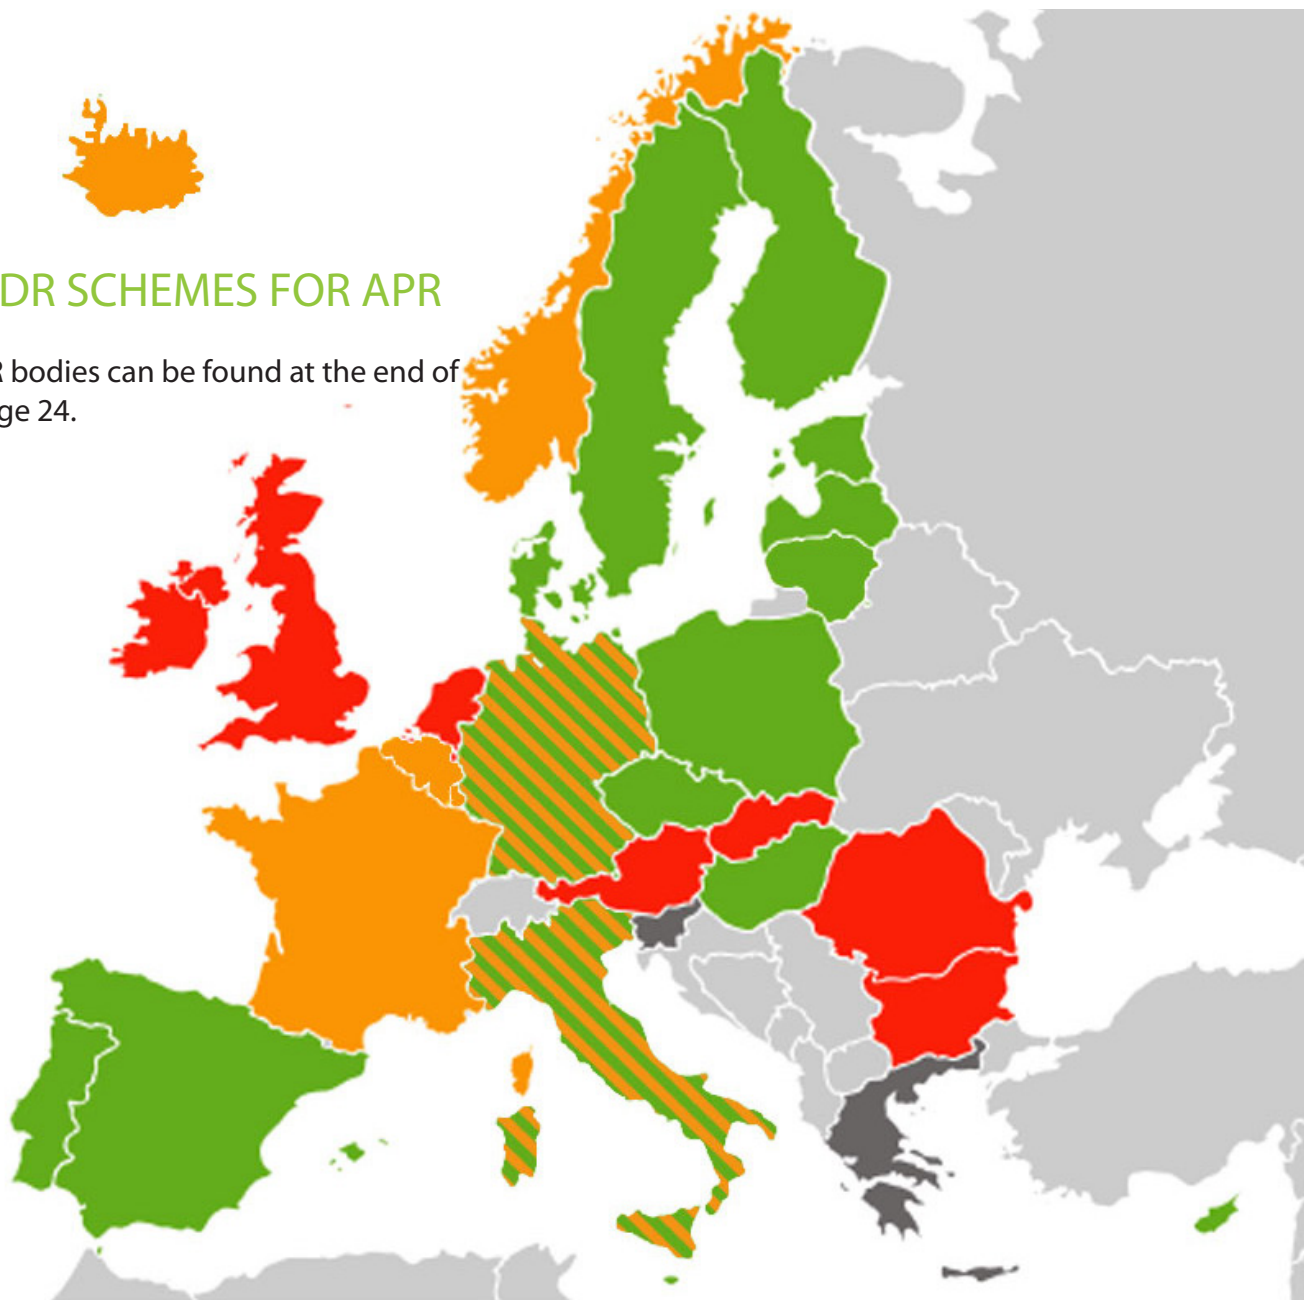 DR SCHEMES FOR APR
R bodies can be found at the end of
ge 24.